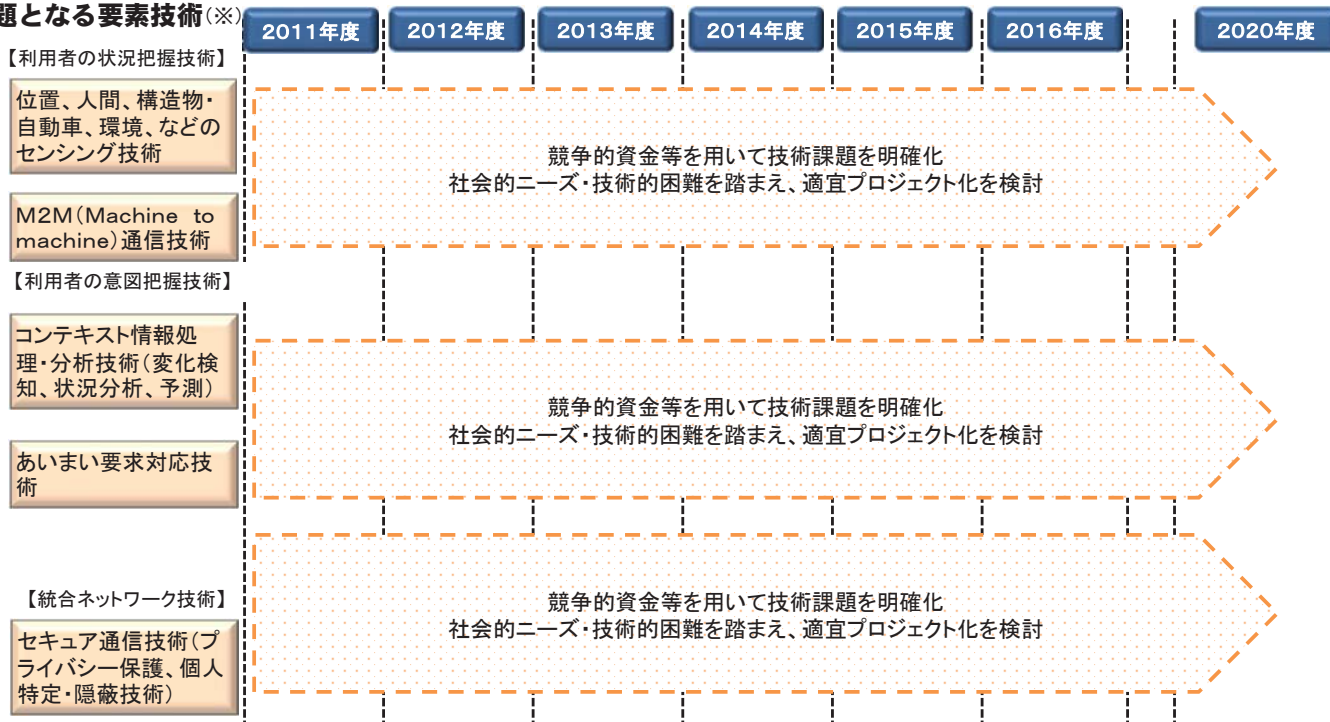 題となる要素技術(※)
2011年度 2012年度 2013年度 2014年度 2015年度 2016年度 2020年度
【利用者の状況把握技術】
位置、人間、構造物・
自動車、環境、などの
センシング技術
競争的資金等を用いて技術課題を明確化
社会的ニーズ・技術的困難を踏まえ、適宜プロジェクト化を検討
M2M(Machine to
machine)通信技術
【利用者の意図把握技術】
コンテキスト情報処
理・分析技術(変化検
知、状況分析、予測)
競争的資金等を用いて技術課題を明確化
社会的ニーズ・技術的困難を踏まえ、適宜プロジェクト化を検討
あいまい要求対応技
術
【統合ネットワーク技術】
競争的資金等を用いて技術課題を明確化
社会的ニーズ・技術的困難を踏まえ、適宜プロジェクト化を検討
セキュア通信技術(プ
ライバシー保護、個人
特定・隠蔽技術)